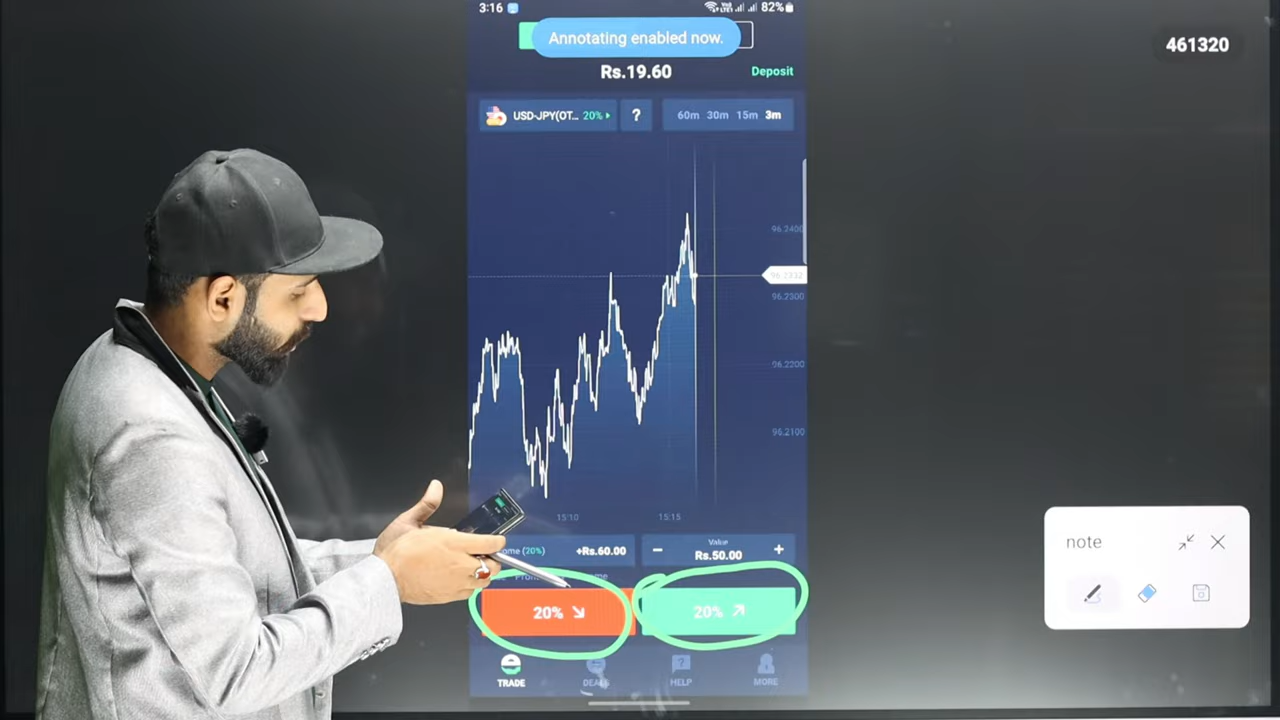 3:16 82%
Annotating enabled now.
461320
Rs.19.60 Deposit
USD-JPY(OT... 20% ? 60m 30m 15m 3m
96.2400
96.2332
96.2300
96.2200
96.2100
15:10 15:15
(20%) +Rs.60.00 − Value +
Rs.50.00
20% 20%
TRADE HELP MORE
note